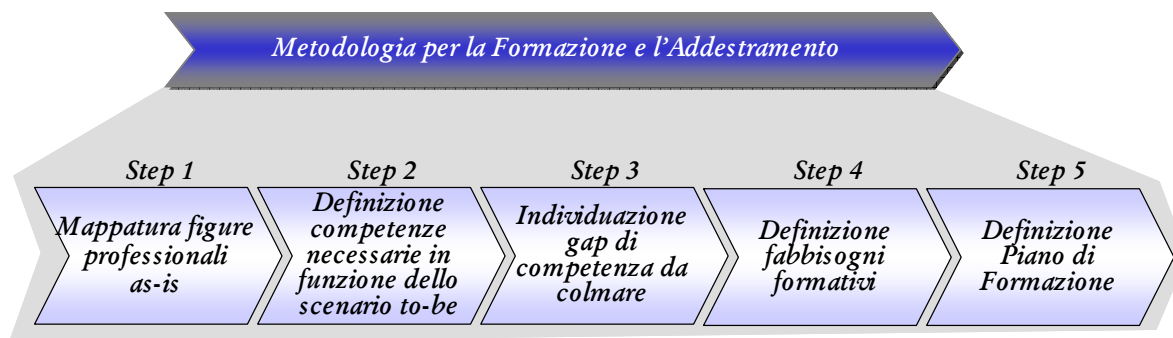 Metodologia per la Formazione e l'Addestramento
Step 1
Step 2
Step 3
Step 4
Step 5
Mappatura figure
professionali
as-is
Definizione
competenze
necessarie in
funzione dello
scenario to-be
Individuazione
gap di
competenza da
colmare
Definizione
fabbisogni
formativi
Definizione
Piano di
Formazione